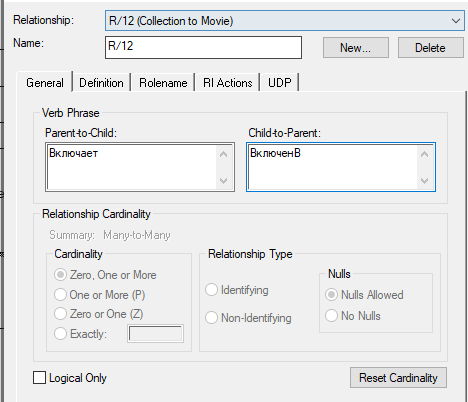 Relationship: R/12 (Collection to Movie)
Name: R/12 New... Delete
General Definition Rolename RI Actions UDP
Verb Phrase
Parent-to-Child: Child-to-Parent:
Включает ВключенВ
Relationship Cardinality
Summary: Many-to-Many
Cardinality Relationship Type
Zero, One or More Nulls
One or More (P) Identifying Nulls Allowed
Zero or One (Z) Non-Identifying No Nulls
Exactly:
Logical Only Reset Cardinality